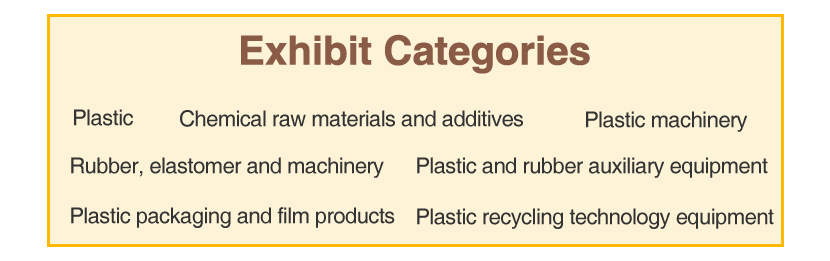 Exhibit Categories
Plastic Chemical raw materials and additives Plastic machinery
Rubber, elastomer and machinery Plastic and rubber auxiliary equipment
Plastic packaging and film products Plastic recycling technology equipment